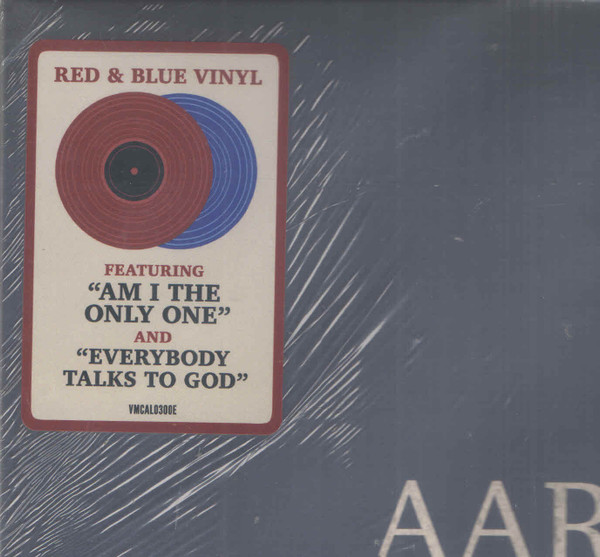 RED & BLUE VINYL
FEATURING
“AM I THE
ONLY ONE”
AND
“EVERYBODY
TALKS TO GOD”
VMCAL0300E
AAR